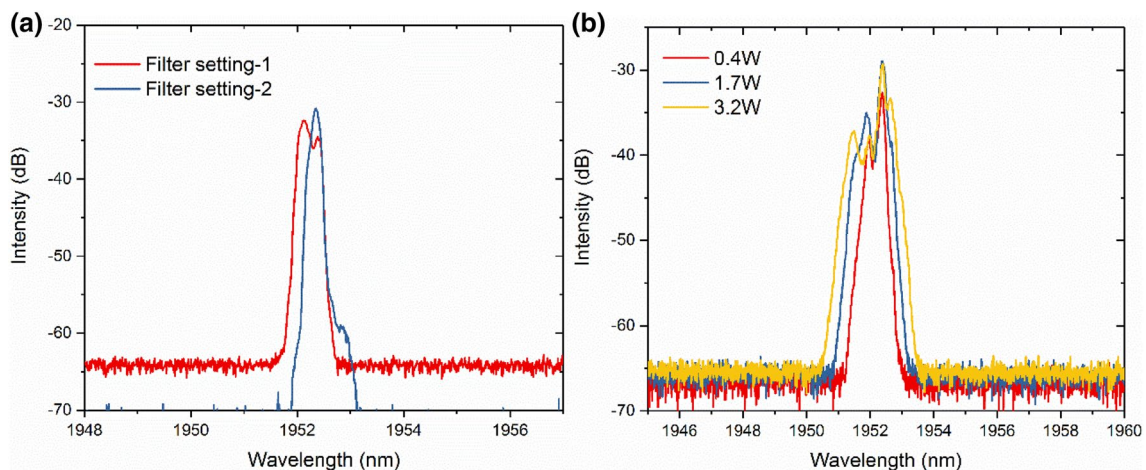 (a)
-20
-30
-40
-50
-60
-70
Intensity (dB)
Filter setting-1
Filter setting-2
1948
1950
1952
1954
1956
Wavelength (nm)
(b)
-30
-40
-50
-60
-70
Intensity (dB)
0.4W
1.7W
3.2W
1946
1948
1950
1952
1954
1956
1958
1960
Wavelength (nm)